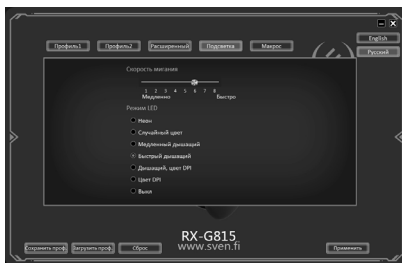 English
Русский
Профиль1 Профиль2 Расширенный Подсветка Макрос
Скорость мигание
1 2 3 4 5 6 7 8
Медленно Быстро
Режим LED
Неон
Случайный цвет
Медленный дышащий
Быстрый дышащий
Дышащий, цвет DPI
Цвет DPI
Выкл
RX-G815
www.sven.fi
Сохранить проф. Загрузить проф. Сброс Применить